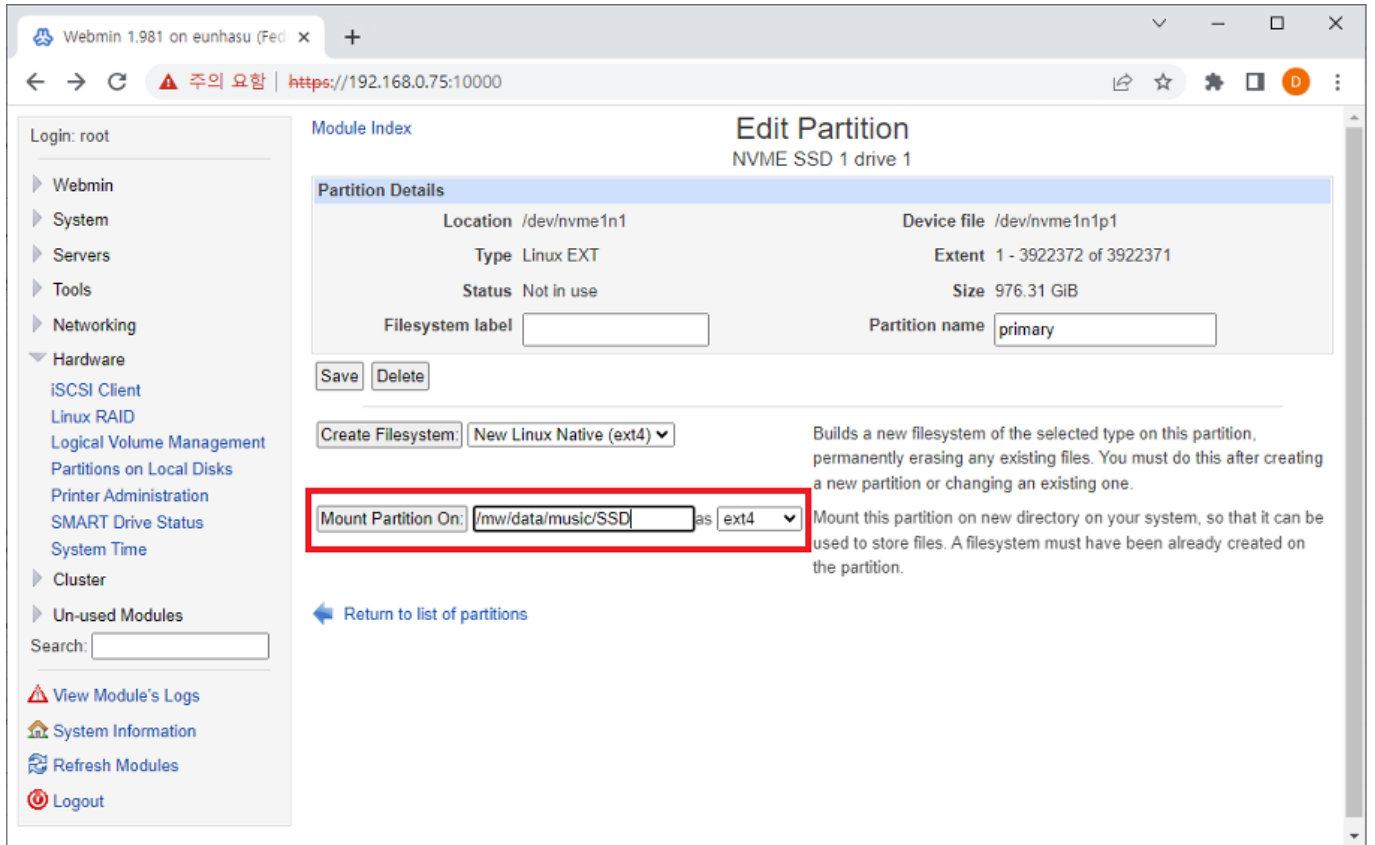 Webmin 1.981 on eunhasu (Fed
주의 요함 | https://192.168.0.75:10000
D
Login: root
Webmin
System
Servers
Tools
Networking
Hardware
iSCSI Client
Linux RAID
Logical Volume Management
Partitions on Local Disks
Printer Administration
SMART Drive Status
System Time
Cluster
Un-used Modules
Search:
View Module's Logs
System Information
Refresh Modules
Logout
Module Index
Edit Partition
NVME SSD 1 drive 1
Partition Details
Location /dev/nvme1n1 Device file /dev/nvme1n1p1
Type Linux EXT Extent 1 - 3922372 of 3922371
Status Not in use Size 976.31 GiB
Filesystem label Partition name primary
Save Delete
Create Filesystem: New Linux Native (ext4)
Builds a new filesystem of the selected type on this partition,
permanently erasing any existing files. You must do this after creating
a new partition or changing an existing one.
Mount Partition On: /mw/data/music/SSD as ext4
Mount this partition on new directory on your system, so that it can be
used to store files. A filesystem must have been already created on
the partition.
Return to list of partitions